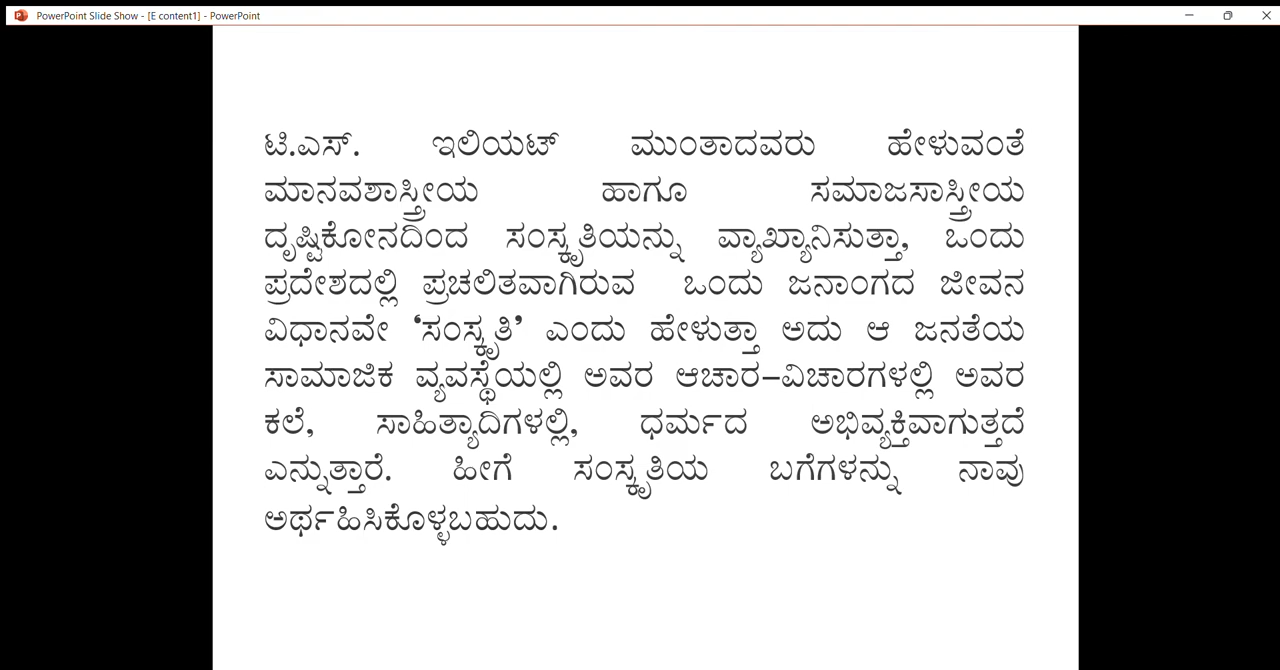 PowerPoint Slide Show - [E content1] - PowerPoint
ಟಿ.ಎಸ್. ಇಲಿಯಟ್ ಮುಂತಾದವರು ಹೇಳುವಂತೆ
ಮಾನವಶಾಸ್ತ್ರೀಯ ಹಾಗೂ ಸಮಾಜಸಾಸ್ತ್ರೀಯ
ದೃಷ್ಟಿಕೋನದಿಂದ ಸಂಸ್ಕೃತಿಯನ್ನು ವ್ಯಾಖ್ಯಾನಿಸುತ್ತಾ, ಒಂದು
ಪ್ರದೇಶದಲ್ಲಿ ಪ್ರಚಲಿತವಾಗಿರುವ ಒಂದು ಜನಾಂಗದ ಜೀವನ
ವಿಧಾನವೇ ‘ಸಂಸ್ಕೃತಿ’ ಎಂದು ಹೇಳುತ್ತಾ ಅದು ಆ ಜನತೆಯ
ಸಾಮಾಜಿಕ ವ್ಯವಸ್ಥೆಯಲ್ಲಿ ಅವರ ಆಚಾರ–ವಿಚಾರಗಳಲ್ಲಿ ಅವರ
ಕಲೆ, ಸಾಹಿತ್ಯಾದಿಗಳಲ್ಲಿ, ಧರ್ಮದ ಅಭಿವ್ಯಕ್ತಿವಾಗುತ್ತದೆ
ಎನ್ನುತ್ತಾರೆ. ಹೀಗೆ ಸಂಸ್ಕೃತಿಯ ಬಗೆಗಳನ್ನು ನಾವು
ಅರ್ಥಹಿಸಿಕೊಳ್ಳಬಹುದು.